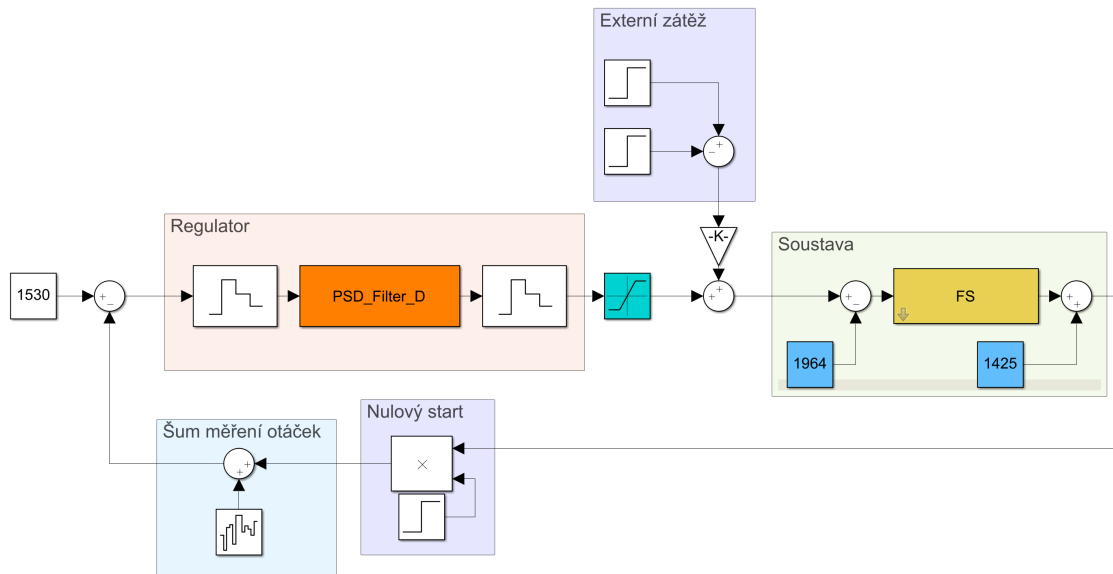 Externí zátěž
-K-
Regulator
Soustava
1530
PSD_Filter_D
FS
1964
1425
Nulový start
Šum měření otáček